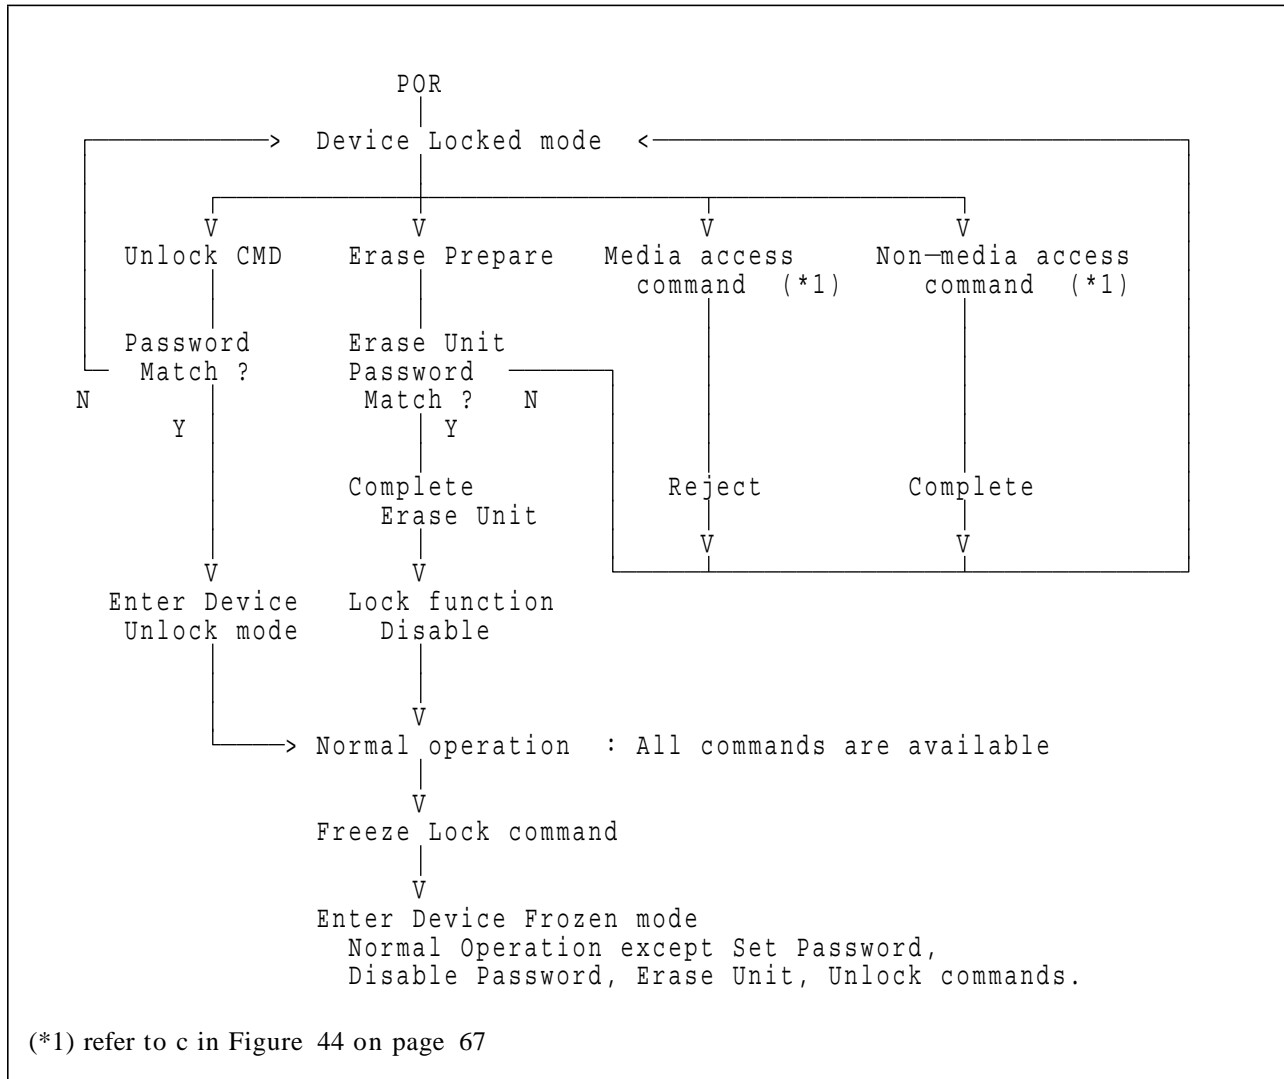 POR
Device Locked mode
Unlock CMD Erase Prepare Media access Non-media access
command (*1) command (*1)
Password Erase Unit
Match ? Password
N Match ? N
Y Y
Complete Reject Complete
Erase Unit
Enter Device Lock function
Unlock mode Disable
Normal operation : All commands are available
Freeze Lock command
Enter Device Frozen mode
Normal Operation except Set Password,
Disable Password, Erase Unit, Unlock commands.
(*1) refer to c in Figure 44 on page 67